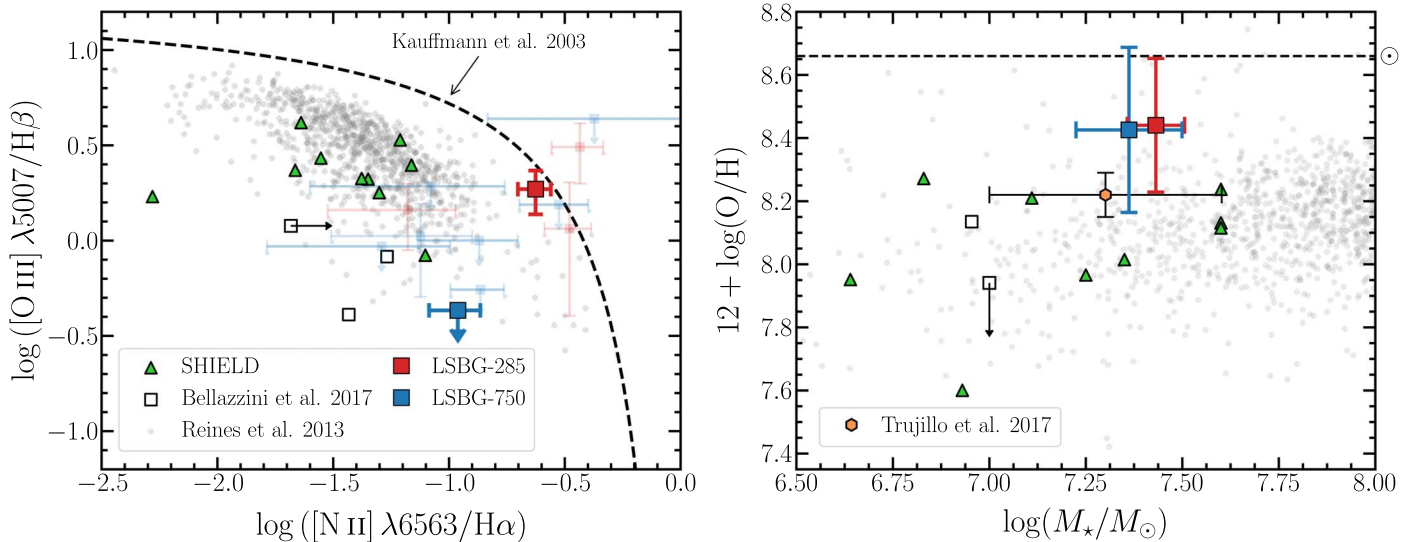 Kauffmann et al. 2003
1.0
0.5
0.0
−0.5
−1.0
log ([O III] λ5007/Hβ)
SHIELD
Bellazzini et al. 2017
Reines et al. 2013
LSBG-285
LSBG-750
−2.5 −2.0 −1.5 −1.0 −0.5 0.0
log ([N II] λ6563/Hα)
8.8
8.6
8.4
8.2
8.0
7.8
7.6
7.4
12 + log(O/H)
⊙
Trujillo et al. 2017
6.50 6.75 7.00 7.25 7.50 7.75 8.00
log(M⋆/M⊙)